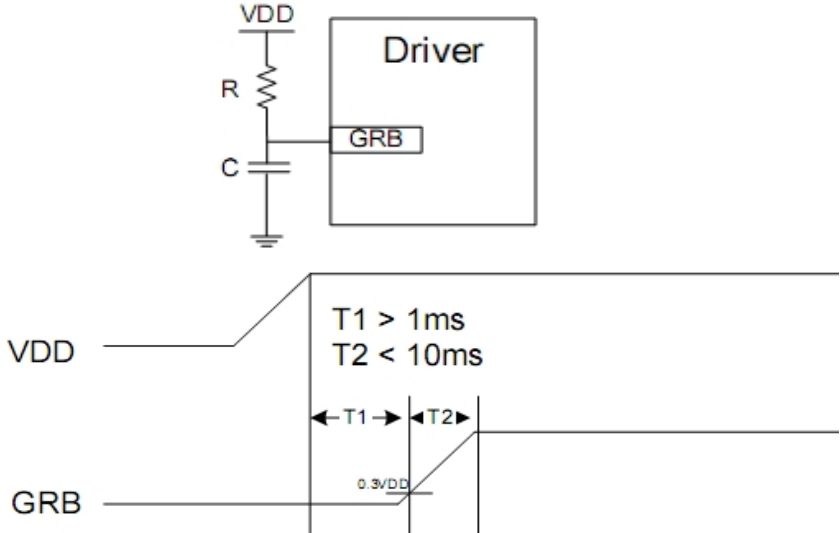 VDD
Driver
R
GRB
C
T1 > 1ms
VDD
T2 < 10ms
T1
T2
0.3VDD
GRB